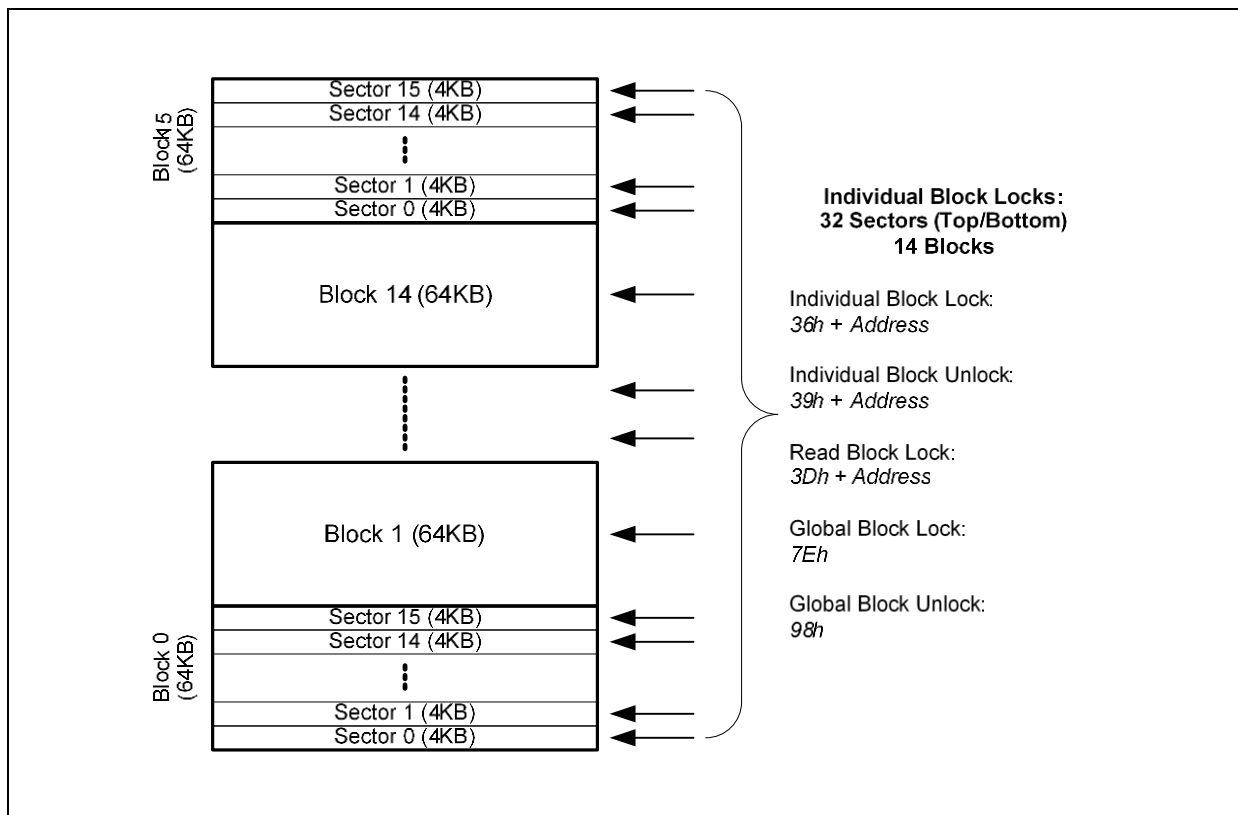 Block 15
(64KB)
Sector 15 (4KB)
Sector 14 (4KB)
Sector 1 (4KB)
Sector 0 (4KB)
Block 14 (64KB)
Block 1 (64KB)
Block 0
(64KB)
Sector 15 (4KB)
Sector 14 (4KB)
Sector 1 (4KB)
Sector 0 (4KB)
Individual Block Locks:
32 Sectors (Top/Bottom)
14 Blocks
Individual Block Lock:
36h + Address
Individual Block Unlock:
39h + Address
Read Block Lock:
3Dh + Address
Global Block Lock:
7Eh
Global Block Unlock:
98h